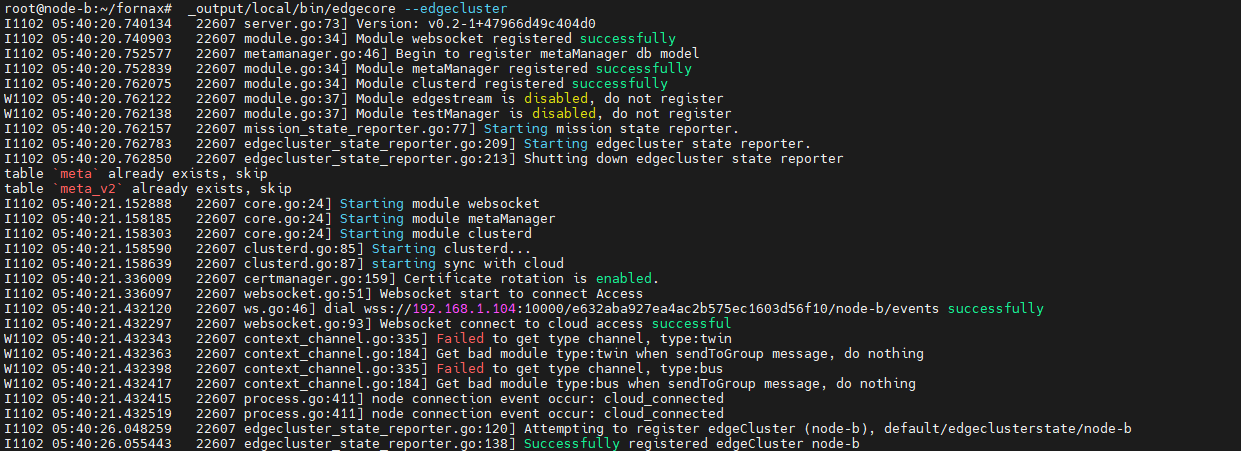 root@node-b:~/fornax#  _output/local/bin/edgecore --edgecluster
I1102 05:40:20.740134   22607 server.go:73] Version: v0.2-1+47966d49c404d0
I1102 05:40:20.740903   22607 module.go:34] Module websocket registered successfully
I1102 05:40:20.752577   22607 metamanager.go:46] Begin to register metaManager db model
I1102 05:40:20.752839   22607 module.go:34] Module metaManager registered successfully
I1102 05:40:20.762075   22607 module.go:34] Module clusterd registered successfully
W1102 05:40:20.762122   22607 module.go:37] Module edgestream is disabled, do not register
W1102 05:40:20.762138   22607 module.go:37] Module testManager is disabled, do not register
I1102 05:40:20.762157   22607 mission_state_reporter.go:77] Starting mission state reporter.
I1102 05:40:20.762783   22607 edgecluster_state_reporter.go:209] Starting edgecluster state reporter.
I1102 05:40:20.762850   22607 edgecluster_state_reporter.go:213] Shutting down edgecluster state reporter
table `meta` already exists, skip
table `meta_v2` already exists, skip
I1102 05:40:21.152888   22607 core.go:24] Starting module websocket
I1102 05:40:21.158185   22607 core.go:24] Starting module metaManager
I1102 05:40:21.158303   22607 core.go:24] Starting module clusterd
I1102 05:40:21.158590   22607 clusterd.go:85] Starting clusterd...
I1102 05:40:21.158639   22607 clusterd.go:87] starting sync with cloud
I1102 05:40:21.336009   22607 certmanager.go:159] Certificate rotation is enabled.
I1102 05:40:21.336097   22607 websocket.go:51] Websocket start to connect Access
I1102 05:40:21.432120   22607 ws.go:46] dial wss://192.168.1.104:10000/e632aba927ea4ac2b575ec1603d56f10/node-b/events successfully
I1102 05:40:21.432297   22607 websocket.go:93] Websocket connect to cloud access successful
W1102 05:40:21.432343   22607 context_channel.go:335] Failed to get type channel, type:twin
W1102 05:40:21.432363   22607 context_channel.go:184] Get bad module type:twin when sendToGroup message, do nothing
W1102 05:40:21.432398   22607 context_channel.go:335] Failed to get type channel, type:bus
W1102 05:40:21.432417   22607 context_channel.go:184] Get bad module type:bus when sendToGroup message, do nothing
I1102 05:40:21.432415   22607 process.go:411] node connection event occur: cloud_connected
I1102 05:40:21.432519   22607 process.go:411] node connection event occur: cloud_connected
I1102 05:40:26.048259   22607 edgecluster_state_reporter.go:120] Attempting to register edgeCluster (node-b), default/edgeclusterstate/node-b
I1102 05:40:26.055443   22607 edgecluster_state_reporter.go:138] Successfully registered edgeCluster node-b